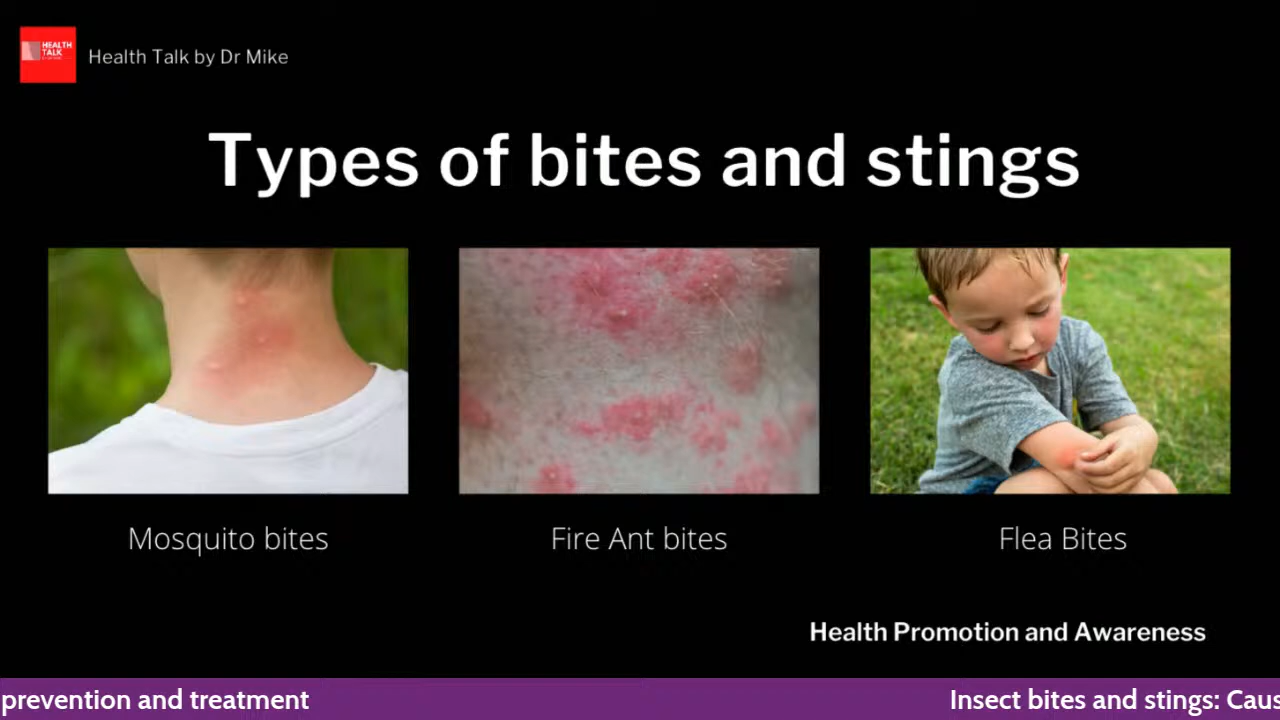 HEALTH
TALK
Health Talk by Dr Mike
Types of bites and stings
Mosquito bites
Fire Ant bites
Flea Bites
Health Promotion and Awareness
prevention and treatment
Insect bites and stings: Caus